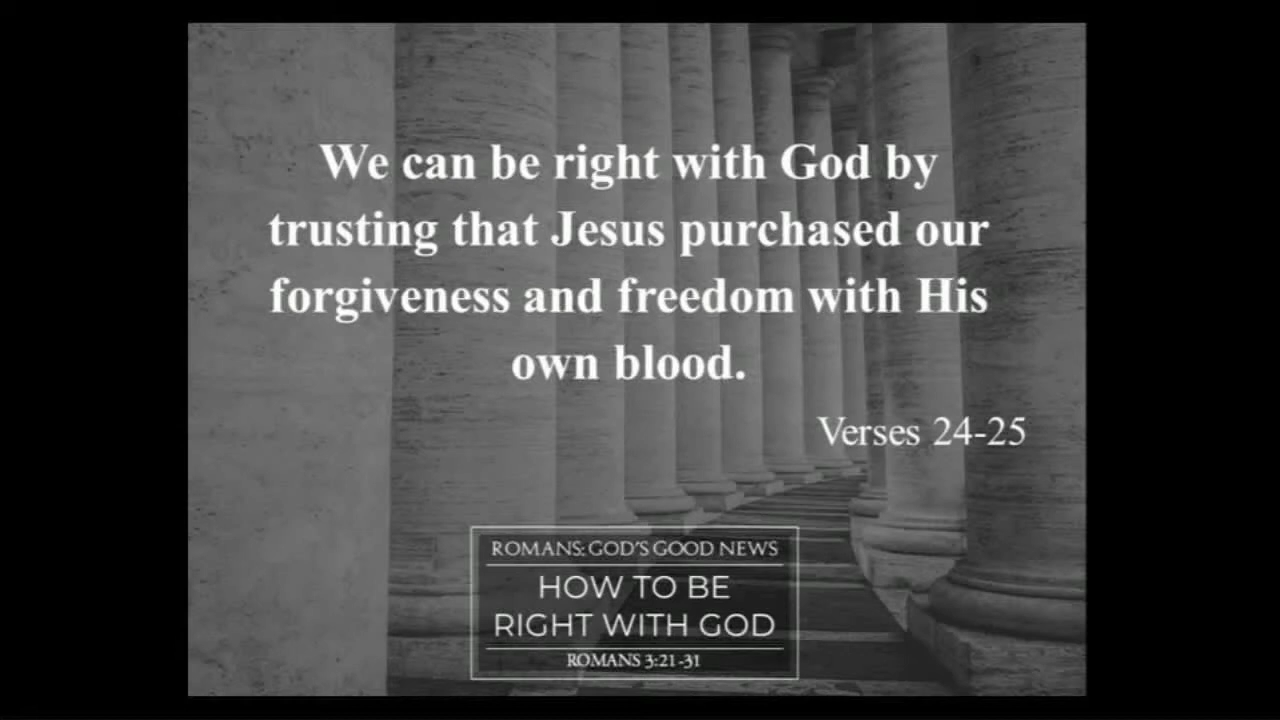 We can be right with God by
trusting that Jesus purchased our
forgiveness and freedom with His
own blood.
Verses 24-25
ROMANS: GOD'S GOOD NEWS
HOW TO BE
RIGHT WITH GOD
ROMANS 3:21-31